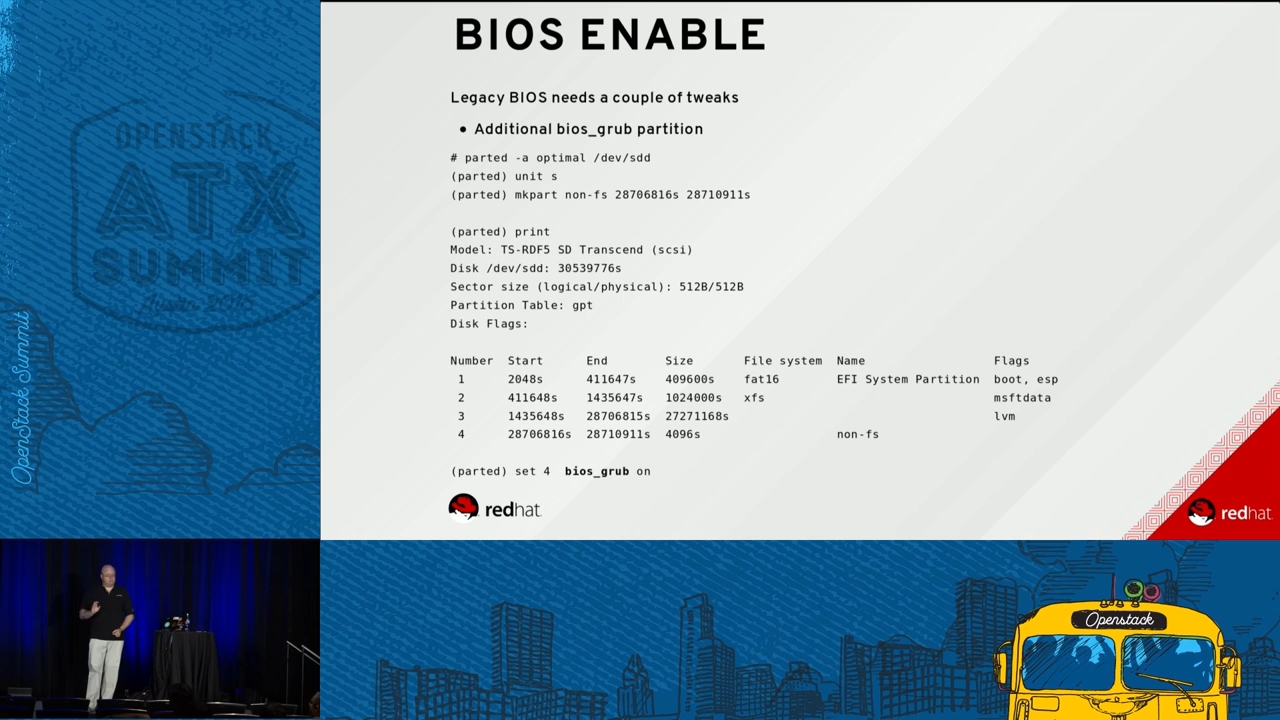 BIOS ENABLE
Legacy BIOS needs a couple of tweaks
• Additional bios_grub partition
# parted -a optimal /dev/sdd
(parted) unit s
(parted) mkpart non-fs 28706816s 28710911s
(parted) print
Model: TS-RDF5 SD Transcend (scsi)
Disk /dev/sdd: 30539776s
Sector size (logical/physical): 512B/512B
Partition Table: gpt
Disk Flags:
Number Start End Size File system Name Flags
1 2048s 411647s 409600s fat16 EFI System Partition boot, esp
2 411648s 1435647s 1024000s xfs msftdata
3 1435648s 28706815s 27271168s lvm
4 28706816s 28710911s 4096s non-fs
(parted) set 4 bios_grub on
redhat.
redhat.
OPENSTACK
ATX
SUMMIT
Austin 2016
OpenStack Summit
Openstack